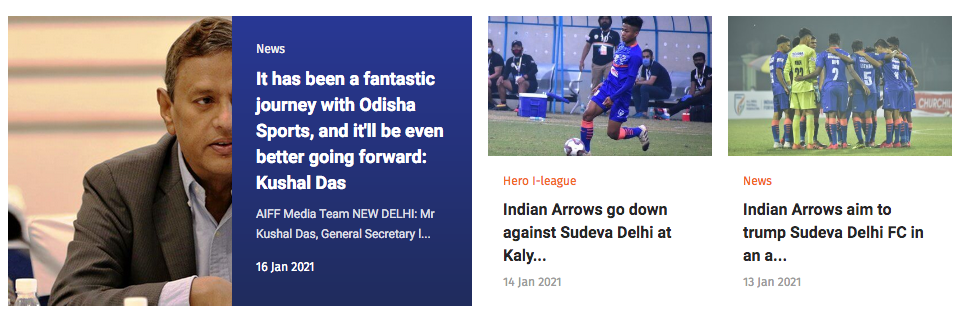 News
It has been a fantastic
journey with Odisha
Sports, and it'll be even
better going forward:
Kushal Das
AIFF Media Team NEW DELHI: Mr
Kushal Das, General Secretary I...
16 Jan 2021
Hero I-league
Indian Arrows go down
against Sudeva Delhi at
Kaly...
14 Jan 2021
CHURCHILL
News
Indian Arrows aim to
trump Sudeva Delhi FC in
an a...
13 Jan 2021